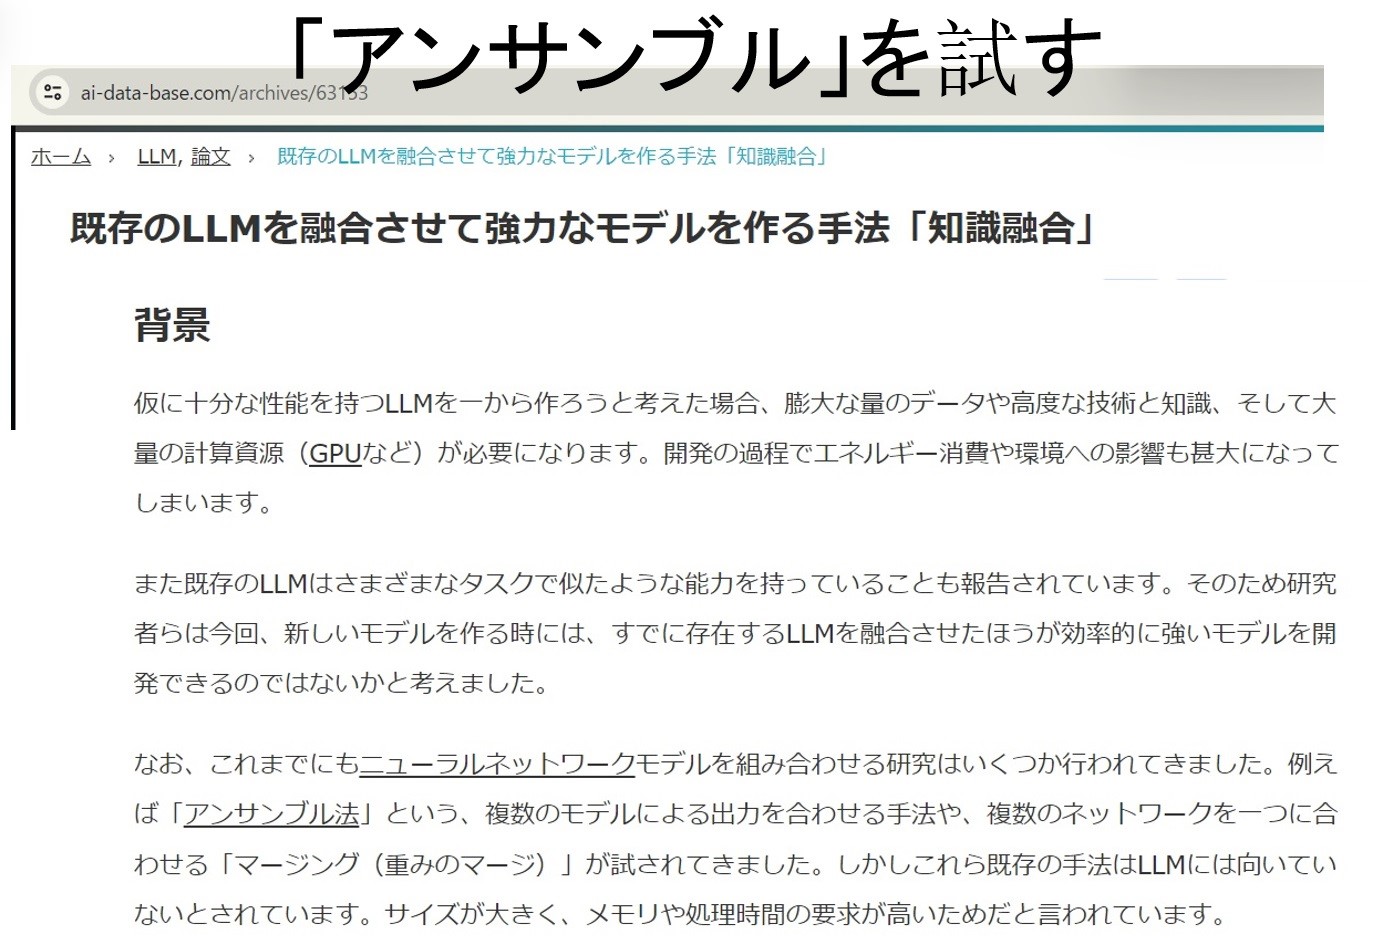 「アンサンブル」を試す
ai-data-base.com/archives/63133
ホーム › LLM, 論文 › 既存のLLMを融合させて強力なモデルを作る手法「知識融合」
既存のLLMを融合させて強力なモデルを作る手法「知識融合」
背景
仮に十分な性能を持つLLMを一から作ろうと考えた場合、膨大な量のデータや高度な技術と知識、そして大
量の計算資源（GPUなど）が必要になります。開発の過程でエネルギー消費や環境への影響も甚大になって
しまいます。
また既存のLLMはさまざまなタスクで似たような能力を持っていることも報告されています。そのため研究
者らは今回、新しいモデルを作る時には、すでに存在するLLMを融合させたほうが効率的に強いモデルを開
発できるのではないかと考えました。
なお、これまでにもニューラルネットワークモデルを組み合わせる研究はいくつか行われてきました。例え
ば「アンサンブル法」という、複数のモデルによる出力を合わせる手法や、複数のネットワークを一つに合
わせる「マージング（重みのマージ）」が試されてきました。しかしこれら既存の手法はLLMには向いてい
ないとされています。サイズが大きく、メモリや処理時間の要求が高いためだと言われています。